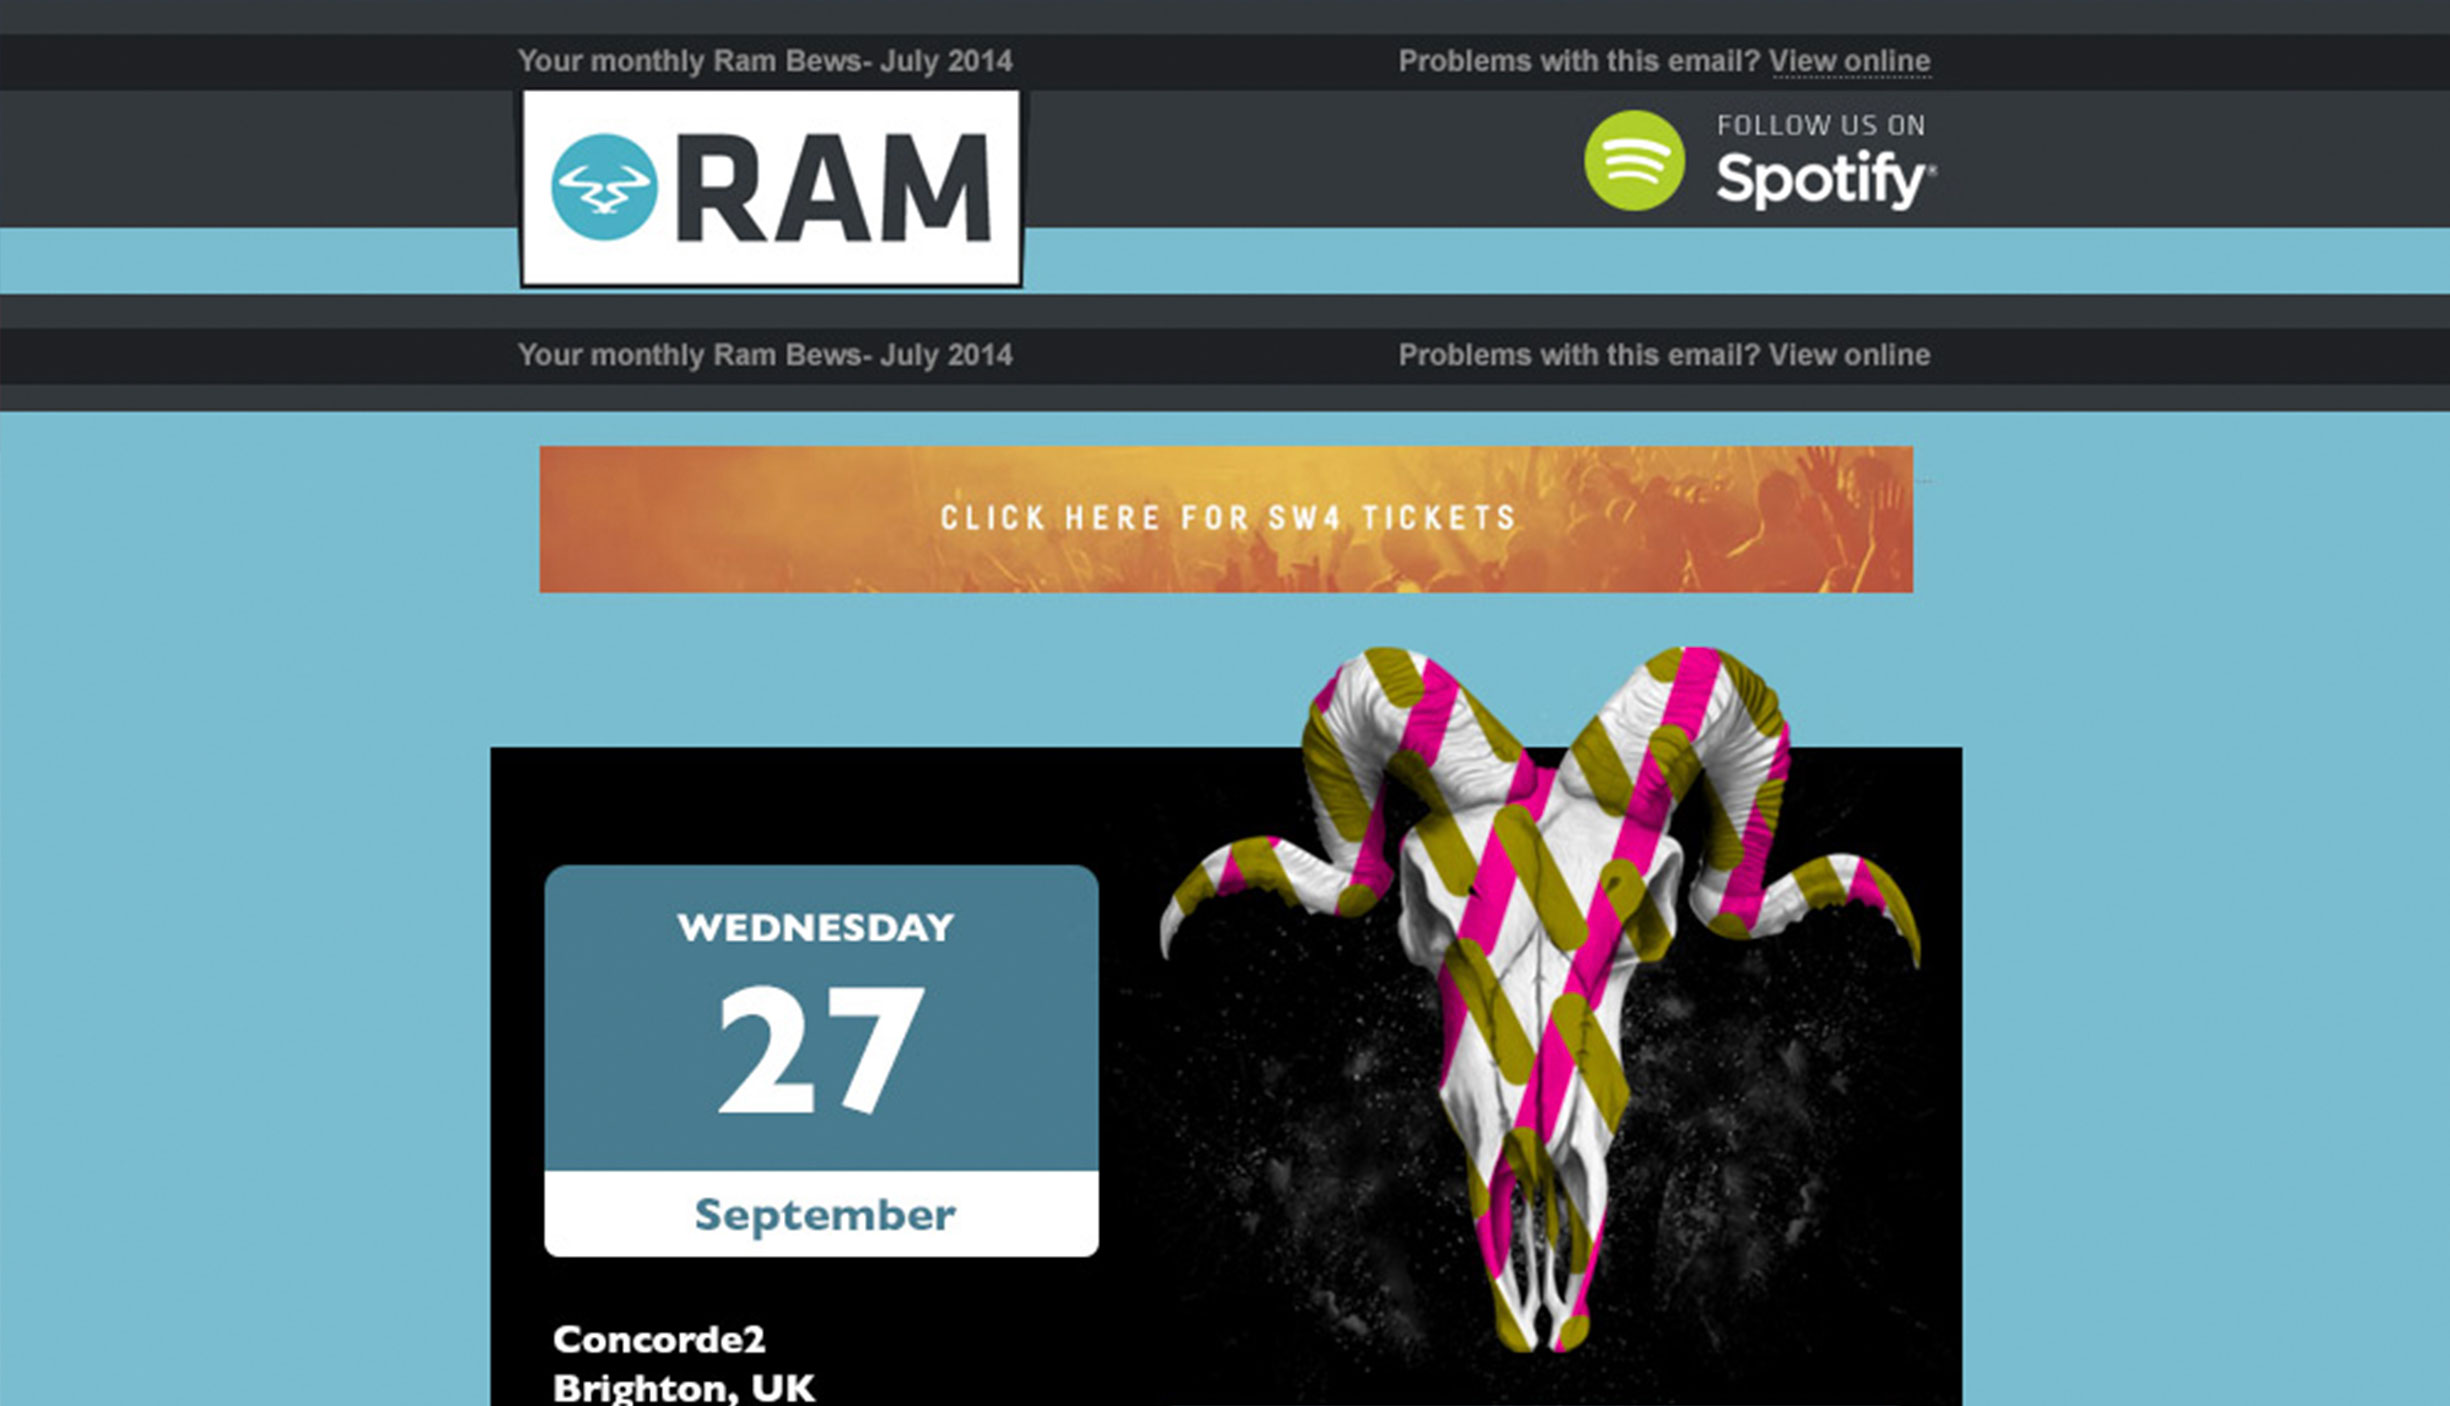 Your monthly Ram Bews- July 2014
Problems with this email? View online
RAM
FOLLOW US ON
Spotify®
Your monthly Ram Bews- July 2014
Problems with this email? View online
CLICK HERE FOR SW4 TICKETS
WEDNESDAY
27
September
Concorde2
Brighton, UK